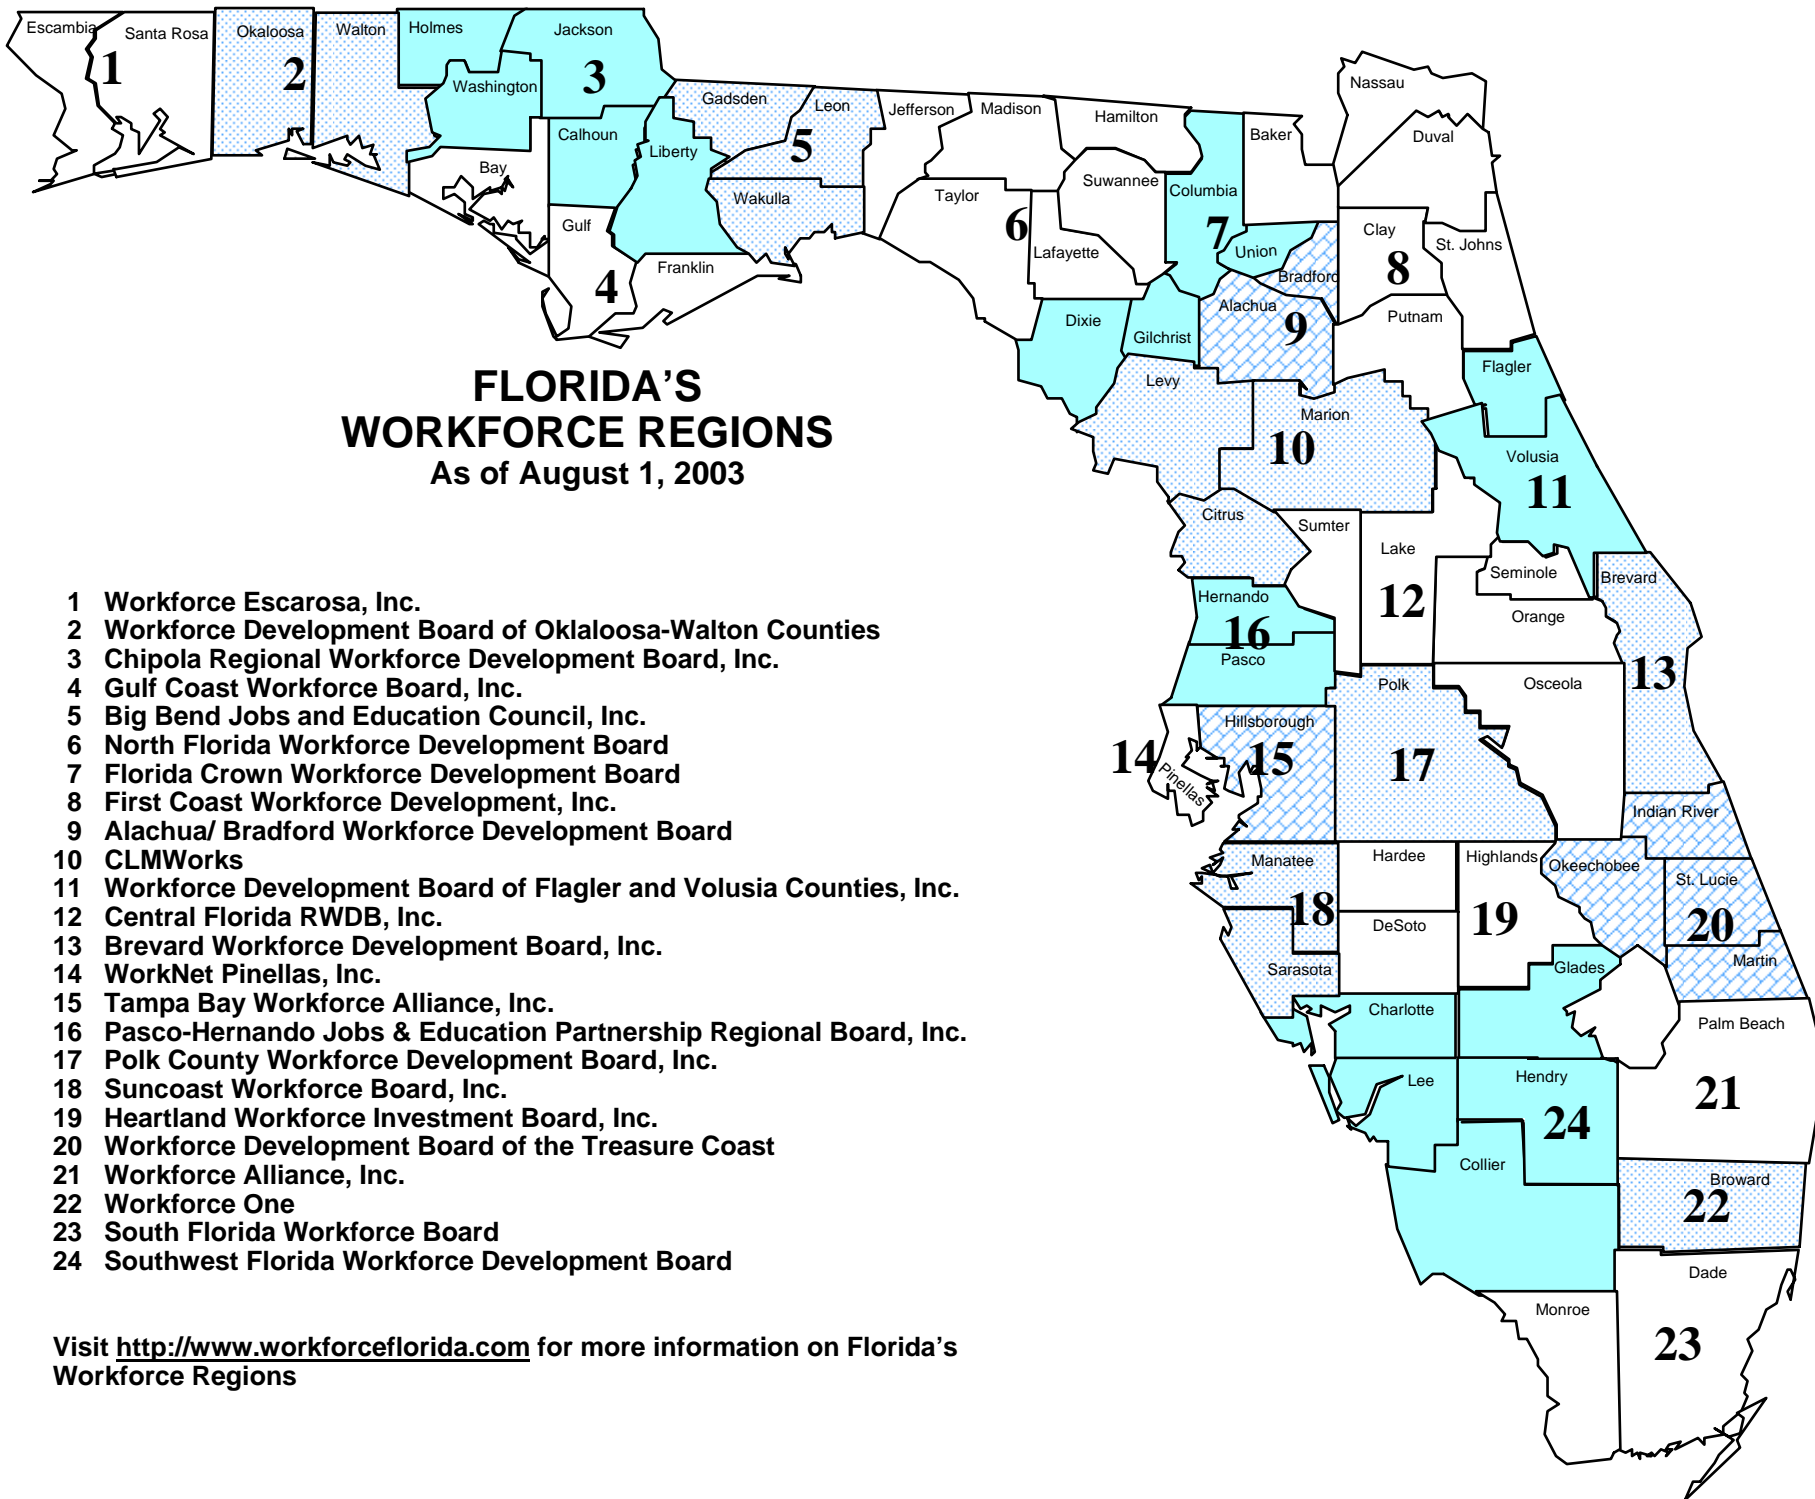 Escambia
Santa Rosa
Okaloosa
Walton
Holmes
Jackson
1
2
3
Washington
Gadsden
Leon
Calhoun
5
Liberty
Bay
Wakulla
Gulf
Franklin
4
Jefferson
Madison
Hamilton
Baker
Nassau
Duval
Taylor
Suwannee
Columbia
6
7
Lafayette
Union
Clay
St. Johns
8
Bradford
Alachua
9
Putnam
Dixie
Gilchrist
Flagler
Levy
Marion
10
Volusia
11
Citrus
Sumter
Lake
Seminole
Brevard
Hernando
12
Orange
16
Pasco
Polk
Osceola
13
Hillsborough
14
15
17
Pinellas
Indian River
Manatee
Hardee
Highlands
Okeechobee
St. Lucie
18
DeSoto
19
20
Sarasota
Glades
Martin
Charlotte
Palm Beach
Lee
Hendry
21
24
Collier
Broward
22
Dade
Monroe
23
FLORIDA'S
WORKFORCE REGIONS
As of August 1, 2003
1 Workforce Escarosa, Inc.
2 Workforce Development Board of Oklaloosa-Walton Counties
3 Chipola Regional Workforce Development Board, Inc.
4 Gulf Coast Workforce Board, Inc.
5 Big Bend Jobs and Education Council, Inc.
6 North Florida Workforce Development Board
7 Florida Crown Workforce Development Board
8 First Coast Workforce Development, Inc.
9 Alachua/ Bradford Workforce Development Board
10 CLMWorks
11 Workforce Development Board of Flagler and Volusia Counties, Inc.
12 Central Florida RWDB, Inc.
13 Brevard Workforce Development Board, Inc.
14 WorkNet Pinellas, Inc.
15 Tampa Bay Workforce Alliance, Inc.
16 Pasco-Hernando Jobs & Education Partnership Regional Board, Inc.
17 Polk County Workforce Development Board, Inc.
18 Suncoast Workforce Board, Inc.
19 Heartland Workforce Investment Board, Inc.
20 Workforce Development Board of the Treasure Coast
21 Workforce Alliance, Inc.
22 Workforce One
23 South Florida Workforce Board
24 Southwest Florida Workforce Development Board
Visit http://www.workforceflorida.com for more information on Florida's
Workforce Regions